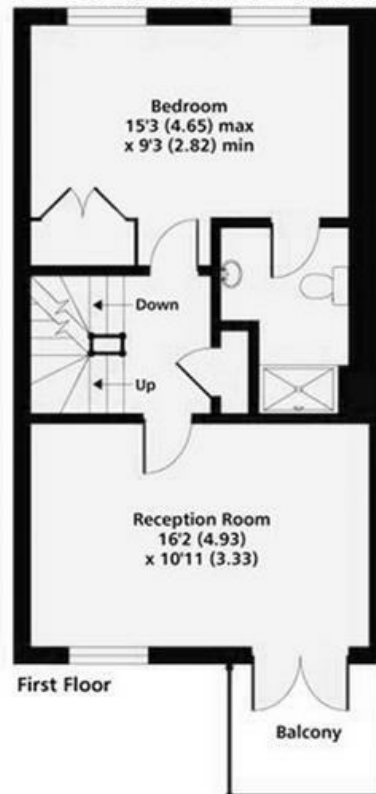 Bedroom
15'3 (4.65) max
x 9'3 (2.82) min
Down
Up
Reception Room
16'2 (4.93)
x 10'11 (3.33)
First Floor
Balcony